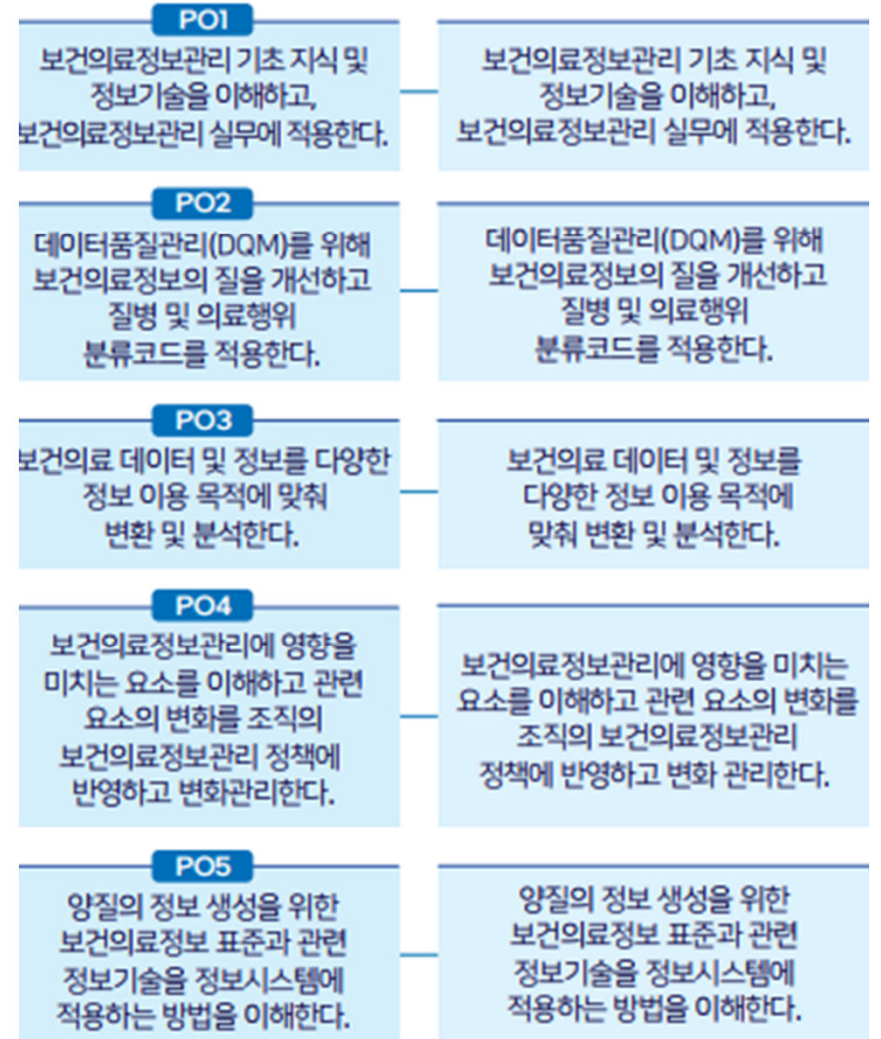 PO1
보건의료정보관리 기초 지식 및
정보기술을 이해하고,
보건의료정보관리 실무에 적용한다.
보건의료정보관리 기초 지식 및
정보기술을 이해하고,
보건의료정보관리 실무에 적용한다.
PO2
데이터품질관리(DQM)를 위해
보건의료정보의 질을 개선하고
질병 및 의료행위
분류코드를 적용한다.
데이터품질관리(DQM)를 위해
보건의료정보의 질을 개선하고
질병 및 의료행위
분류코드를 적용한다.
PO3
보건의료 데이터 및 정보를 다양한
정보 이용 목적에 맞춰
변환 및 분석한다.
보건의료 데이터 및 정보를
다양한 정보 이용 목적에
맞춰 변환 및 분석한다.
PO4
보건의료정보관리에 영향을
미치는 요소를 이해하고 관련
요소의 변화를 조직의
보건의료정보관리 정책에
반영하고 변화관리한다.
보건의료정보관리에 영향을 미치는
요소를 이해하고 관련 요소의 변화를
조직의 보건의료정보관리
정책에 반영하고 변화 관리한다.
PO5
양질의 정보 생성을 위한
보건의료정보 표준과 관련
정보기술을 정보시스템에
적용하는 방법을 이해한다.
양질의 정보 생성을 위한
보건의료정보 표준과 관련
정보기술을 정보시스템에
적용하는 방법을 이해한다.